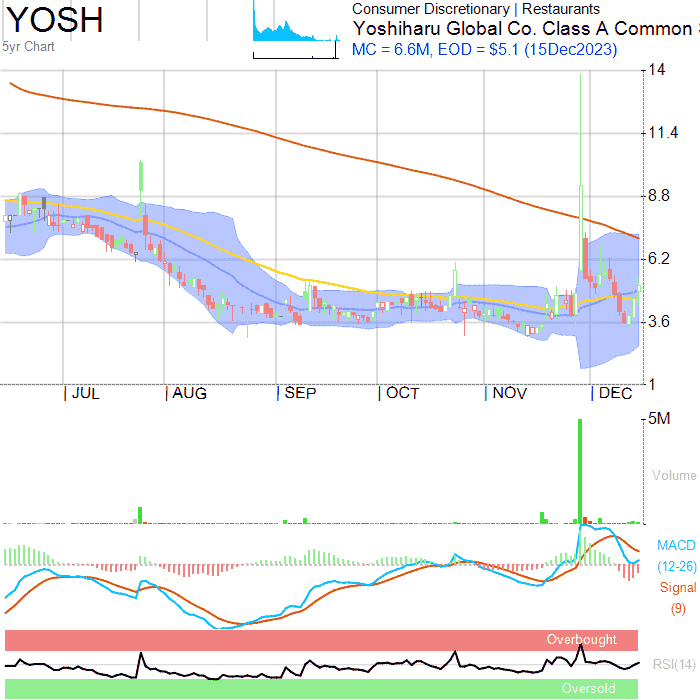 YOSH
5yr Chart
Consumer Discretionary | Restaurants
Yoshiharu Global Co. Class A Common
MC = 6.6M, EOD = $5.1 (15Dec2023)
14
11.4
8.8
6.2
3.6
1
JUL AUG SEP OCT NOV DEC
5M
Volume
MACD
(12-26)
Signal
(9)
Overbought
RSI(14)
Oversold